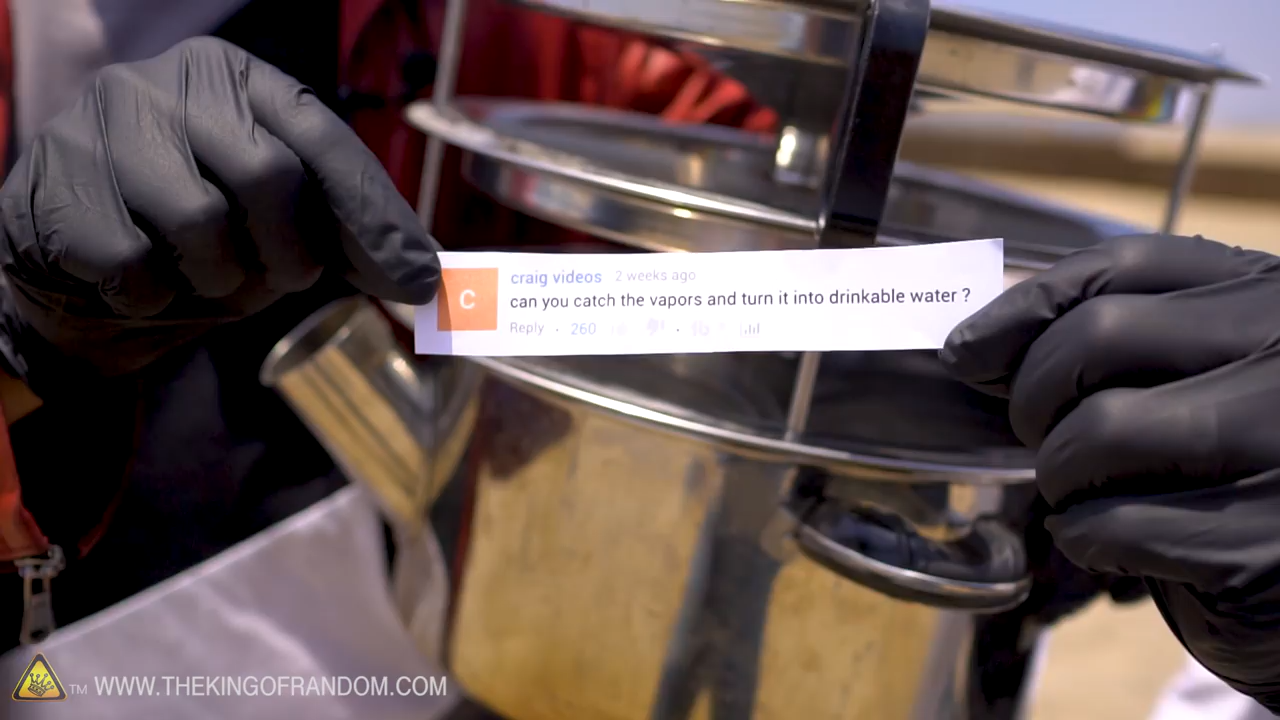 C
craig videos 2 weeks ago
can you catch the vapors and turn it into drinkable water ?
Reply · 260
TM WWW.THEKINGOFRANDOM.COM